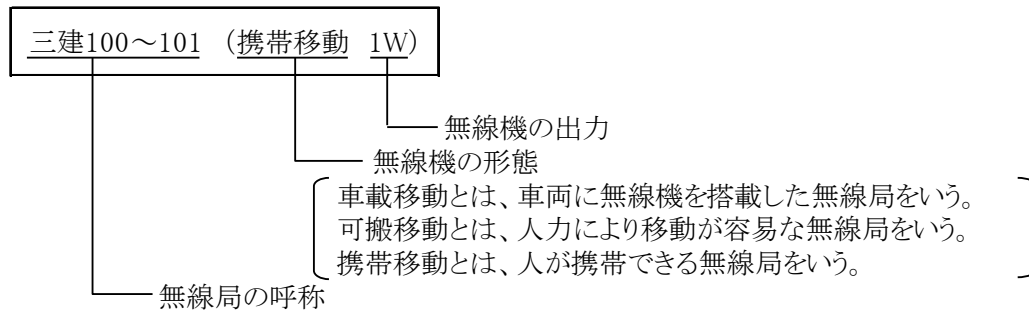 三建100～101 （携帯移動 1W）
無線機の出力
無線機の形態
車載移動とは、車両に無線機を搭載した無線局をいう。
可搬移動とは、人力により移動が容易な無線局をいう。
携帯移動とは、人が携帯できる無線局をいう。
無線局の呼称